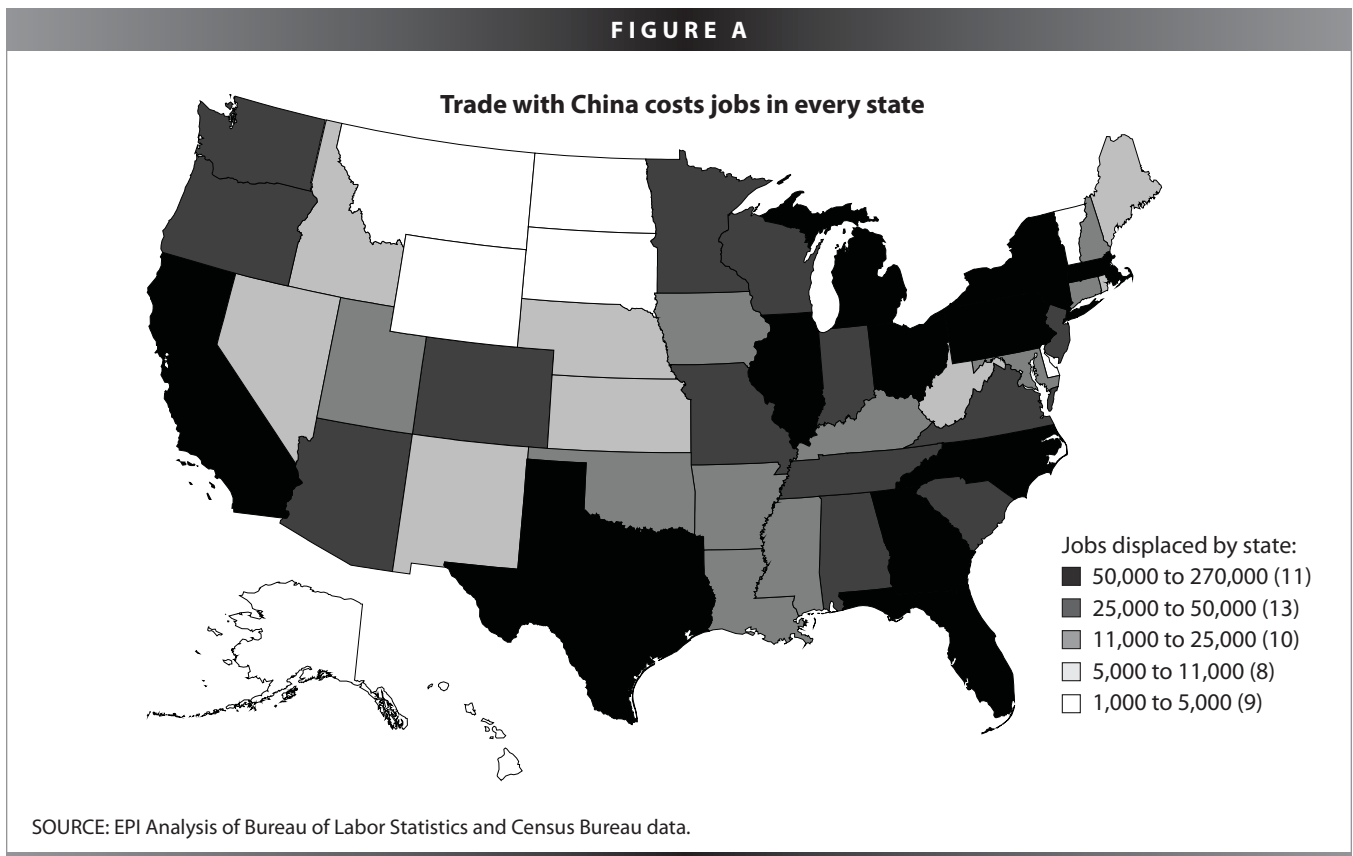 FIGURE A
Trade with China costs jobs in every state
Jobs displaced by state:
50,000 to 270,000 (11)
25,000 to 50,000 (13)
11,000 to 25,000 (10)
5,000 to 11,000 (8)
1,000 to 5,000 (9)
SOURCE: EPI Analysis of Bureau of Labor Statistics and Census Bureau data.